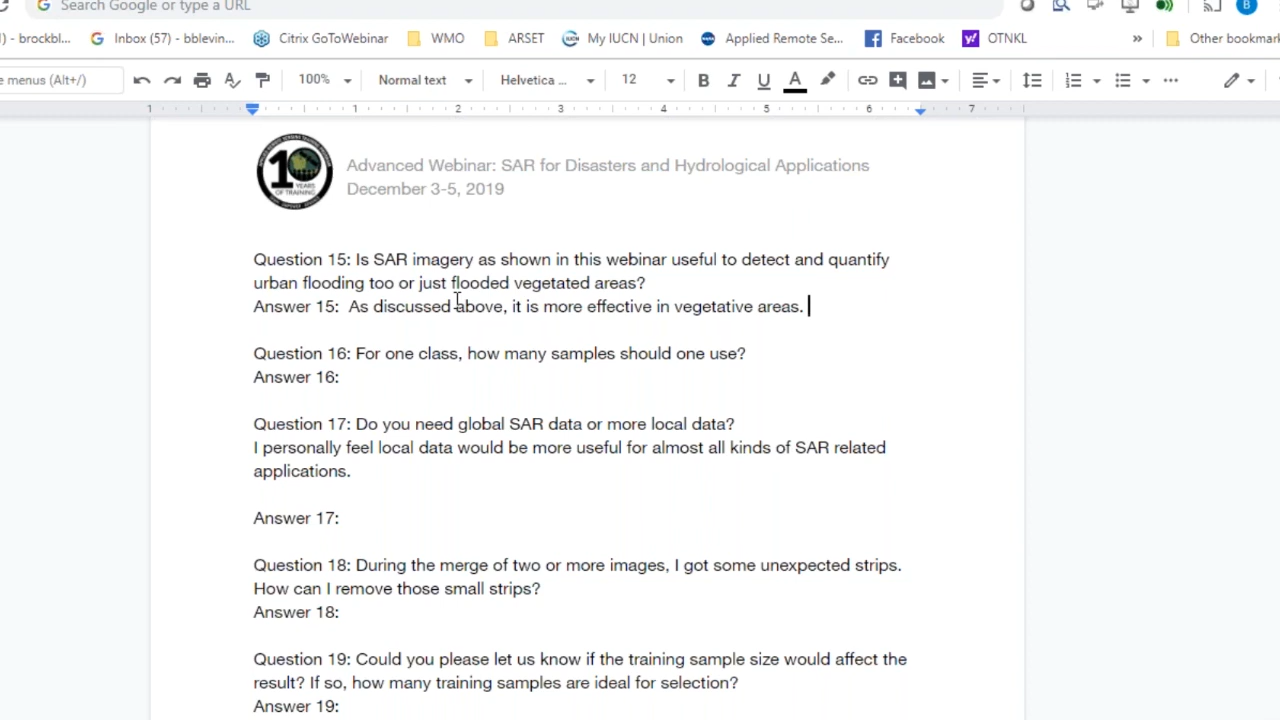 Search Google or type a URL
) - brockbl...
Inbox (57) - bblevin...
Citrix GoToWebinar
WMO
ARSET
My IUCN | Union
Applied Remote Se...
Facebook
OTNKL
»
Other bookmark
e menus (Alt+/)
100%
Normal text
Helvetica ...
12
1 1 2 3 4 5 6 7
10 YEARS OF TRAINING
Advanced Webinar: SAR for Disasters and Hydrological Applications
December 3-5, 2019
Question 15: Is SAR imagery as shown in this webinar useful to detect and quantify
urban flooding too or just flooded vegetated areas?
Answer 15:  As discussed above, it is more effective in vegetative areas.
Question 16: For one class, how many samples should one use?
Answer 16:
Question 17: Do you need global SAR data or more local data?
I personally feel local data would be more useful for almost all kinds of SAR related
applications.
Answer 17:
Question 18: During the merge of two or more images, I got some unexpected strips.
How can I remove those small strips?
Answer 18:
Question 19: Could you please let us know if the training sample size would affect the
result? If so, how many training samples are ideal for selection?
Answer 19: